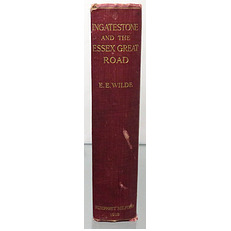 INGATESTONE
AND THE
ESSEX GREAT
ROAD
E. E. WILDE